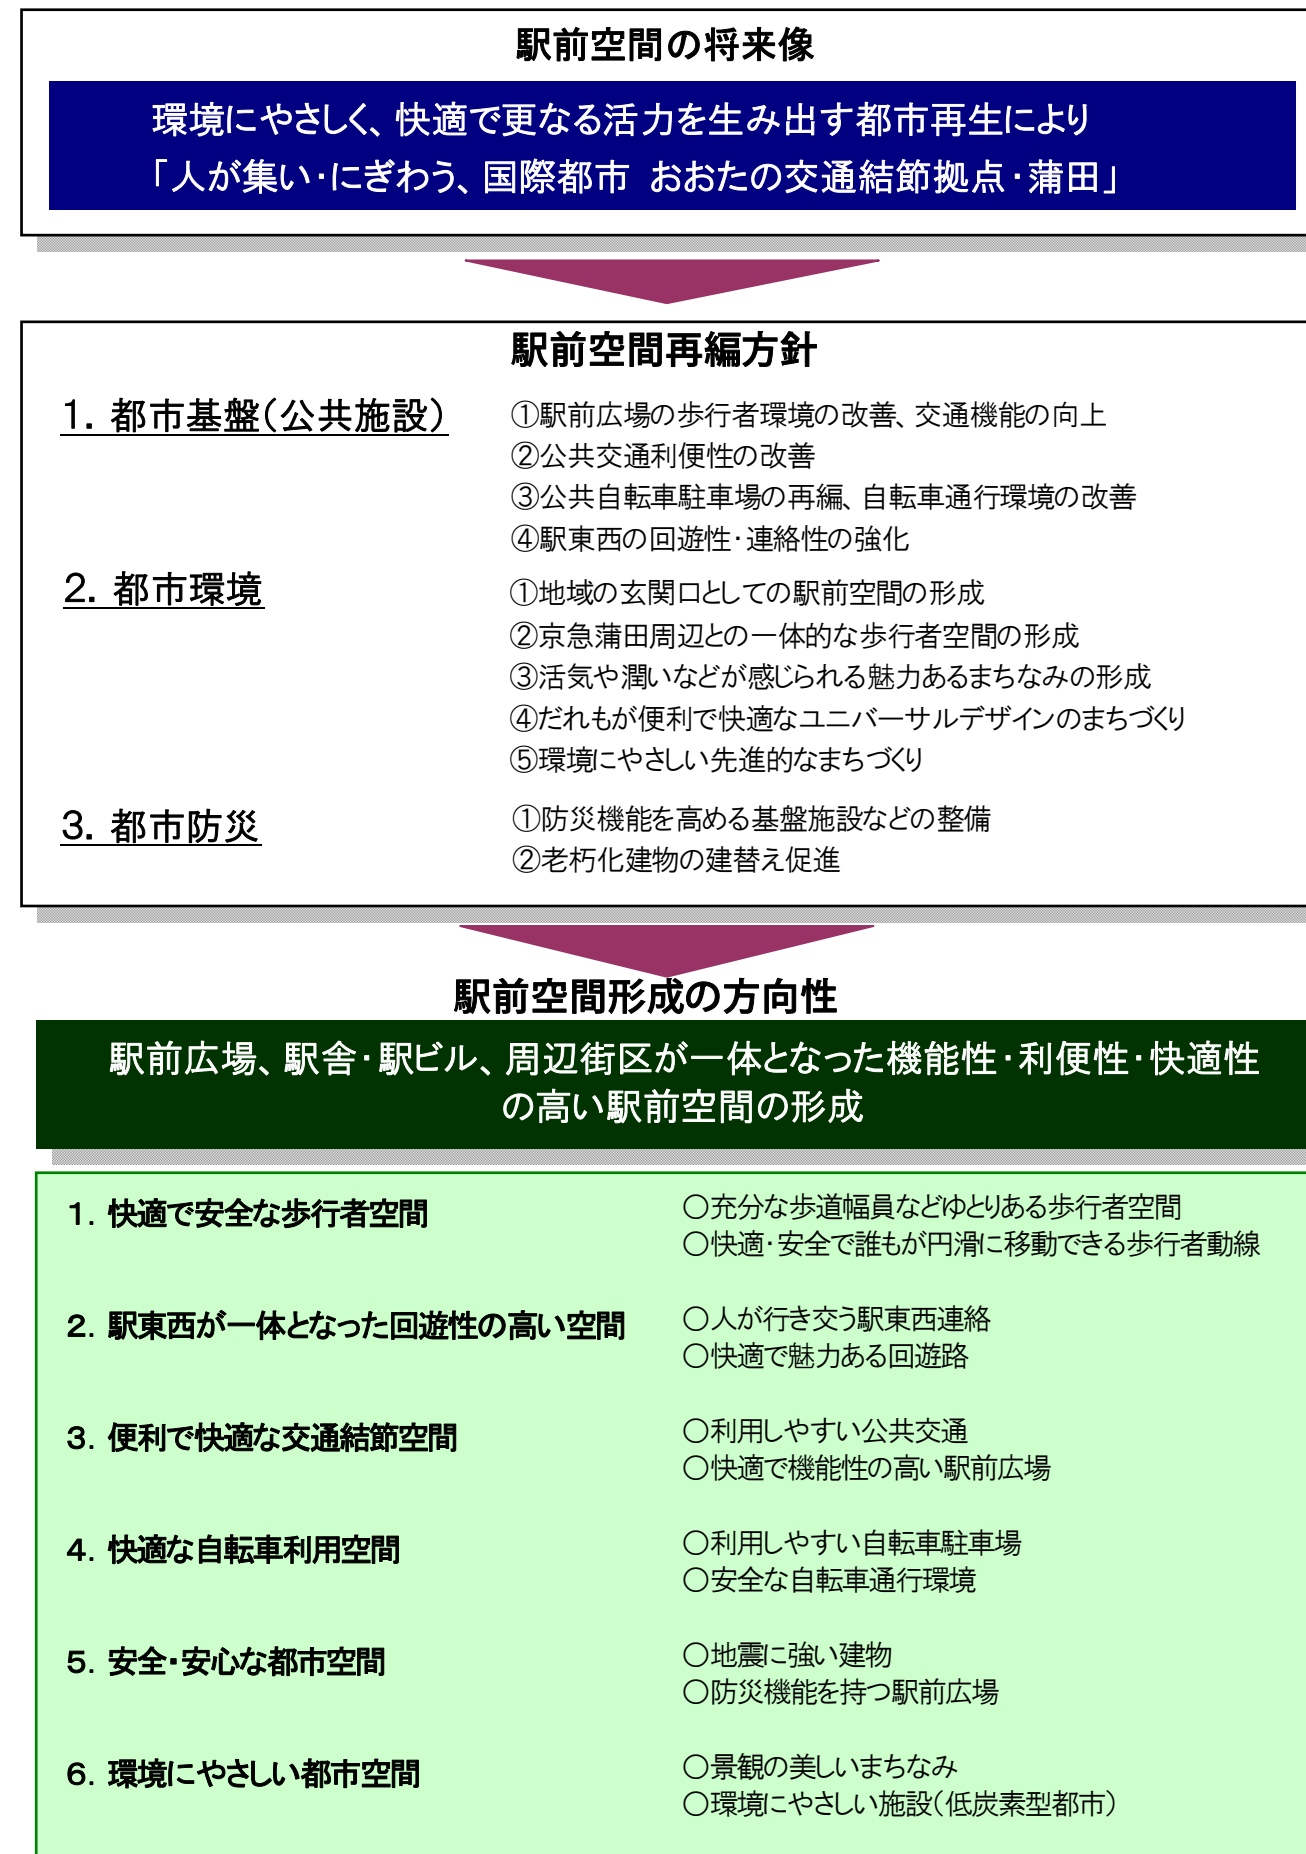 駅前空間の将来像
環境にやさしく、快適で更なる活力を生み出す都市再生により
「人が集い・にぎわう、国際都市 おおたの交通結節拠点・蒲田」
駅前空間再編方針
1. 都市基盤(公共施設)
①駅前広場の歩行者環境の改善、交通機能の向上
②公共交通利便性の改善
③公共自転車駐車場の再編、自転車通行環境の改善
④駅東西の回遊性・連絡性の強化
2. 都市環境
①地域の玄関口としての駅前空間の形成
②京急蒲田周辺との一体的な歩行者空間の形成
③活気や潤いなどが感じられる魅力あるまちなみの形成
④だれもが便利で快適なユニバーサルデザインのまちづくり
⑤環境にやさしい先進的なまちづくり
3. 都市防災
①防災機能を高める基盤施設などの整備
②老朽化建物の建替え促進
駅前空間形成の方向性
駅前広場、駅舎・駅ビル、周辺街区が一体となった機能性・利便性・快適性
の高い駅前空間の形成
1. 快適で安全な歩行者空間
○充分な歩道幅員などゆとりある歩行者空間
○快適・安全で誰もが円滑に移動できる歩行者動線
2. 駅東西が一体となった回遊性の高い空間
○人が行き交う駅東西連絡
○快適で魅力ある回遊路
3. 便利で快適な交通結節空間
○利用しやすい公共交通
○快適で機能性の高い駅前広場
4. 快適な自転車利用空間
○利用しやすい自転車駐車場
○安全な自転車通行環境
5. 安全・安心な都市空間
○地震に強い建物
○防災機能を持つ駅前広場
6. 環境にやさしい都市空間
○景観の美しいまちなみ
○環境にやさしい施設(低炭素型都市)